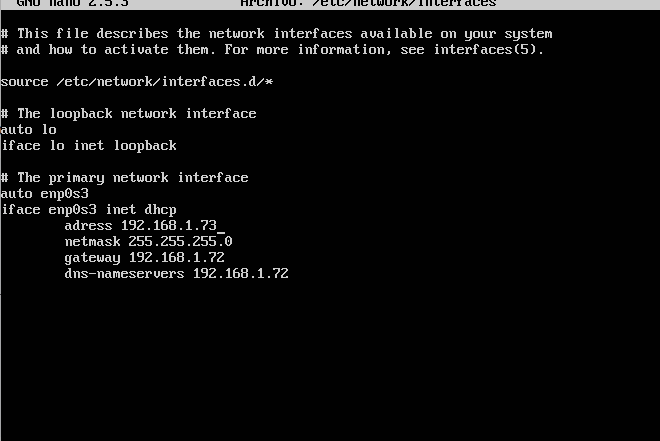 GNU nano 2.5.3 Archivo: /etc/network/interfaces
# This file describes the network interfaces available on your system
# and how to activate them. For more information, see interfaces(5).
source /etc/network/interfaces.d/*
# The loopback network interface
auto lo
iface lo inet loopback
# The primary network interface
auto enp0s3
iface enp0s3 inet dhcp
adress 192.168.1.73_
netmask 255.255.255.0
gateway 192.168.1.72
dns-nameservers 192.168.1.72